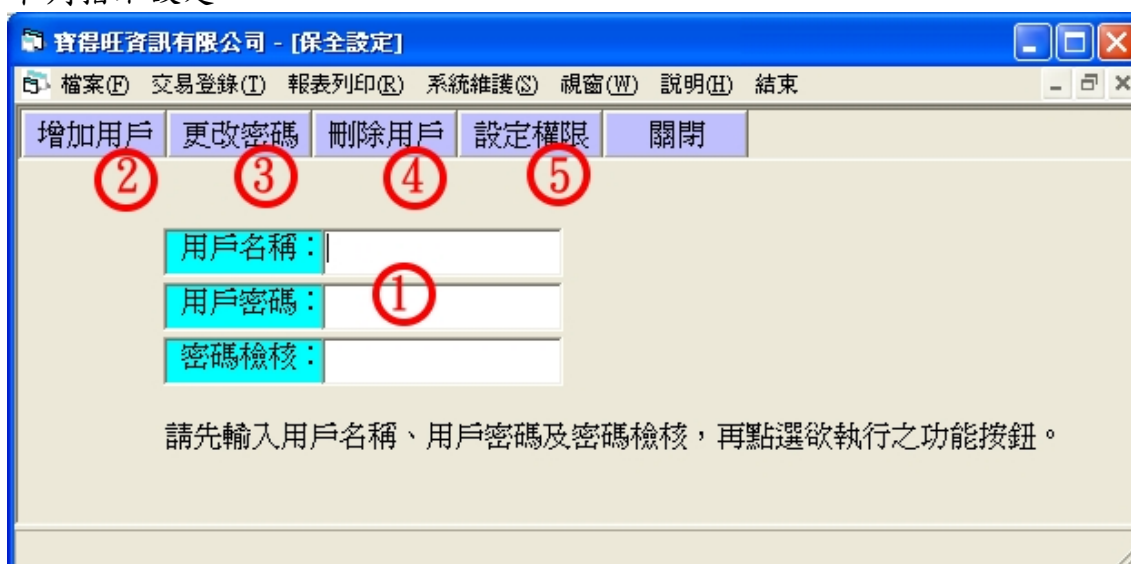 寶得旺資訊有限公司 - [保全設定]
檔案(F) 交易登錄(T) 報表列印(R) 系統維護(S) 視窗(W) 說明(H) 結束
增加用戶 更改密碼 刪除用戶 設定權限 關閉
② ③ ④ ⑤
用戶名稱：
①
用戶密碼：
密碼檢核：
請先輸入用戶名稱、用戶密碼及密碼檢核，再點選欲執行之功能按鈕。